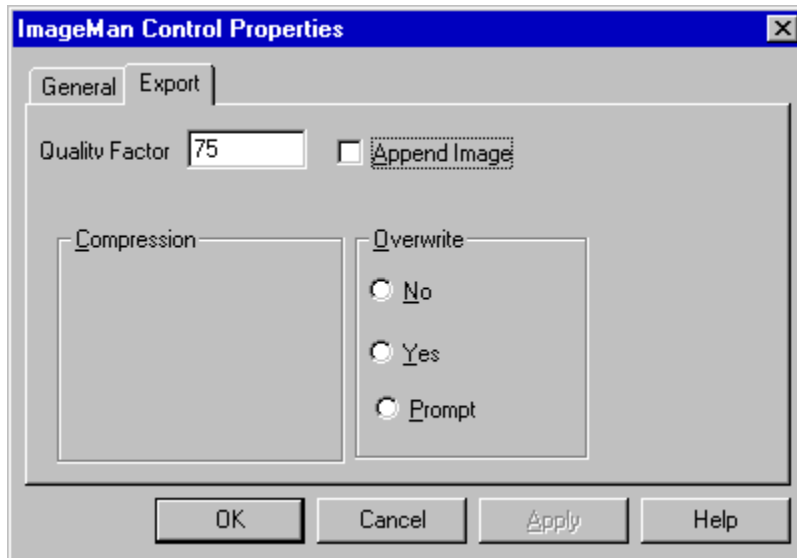 ImageMan Control Properties
General Export
Quality Factor 75 Append Image
Compression Overwrite
No
Yes
Prompt
OK Cancel Apply Help